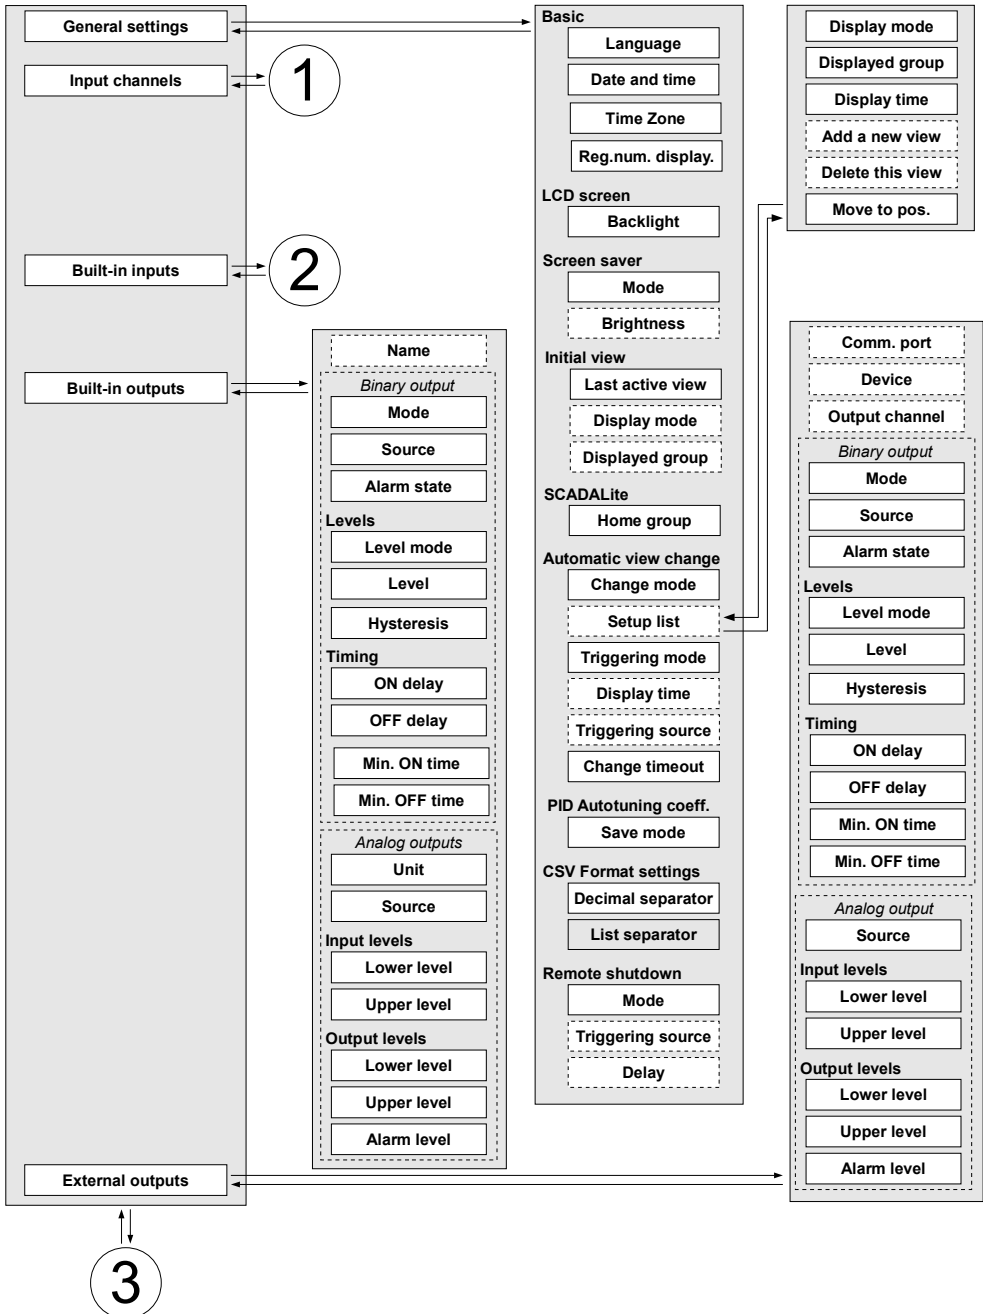 General settings
Input channels
1
Built-in inputs
2
Built-in outputs
External outputs
3
Name
Binary output
Mode
Source
Alarm state
Levels
Level mode
Level
Hysteresis
Timing
ON delay
OFF delay
Min. ON time
Min. OFF time
Analog outputs
Unit
Source
Input levels
Lower level
Upper level
Output levels
Lower level
Upper level
Alarm level
Basic
Language
Date and time
Time Zone
Reg.num. display.
LCD screen
Backlight
Screen saver
Mode
Brightness
Initial view
Last active view
Display mode
Displayed group
SCADALite
Home group
Automatic view change
Change mode
Setup list
Triggering mode
Display time
Triggering source
Change timeout
PID Autotuning coeff.
Save mode
CSV Format settings
Decimal separator
List separator
Remote shutdown
Mode
Triggering source
Delay
Display mode
Displayed group
Display time
Add a new view
Delete this view
Move to pos.
Comm. port
Device
Output channel
Binary output
Mode
Source
Alarm state
Levels
Level mode
Level
Hysteresis
Timing
ON delay
OFF delay
Min. ON time
Min. OFF time
Analog output
Source
Input levels
Lower level
Upper level
Output levels
Lower level
Upper level
Alarm level